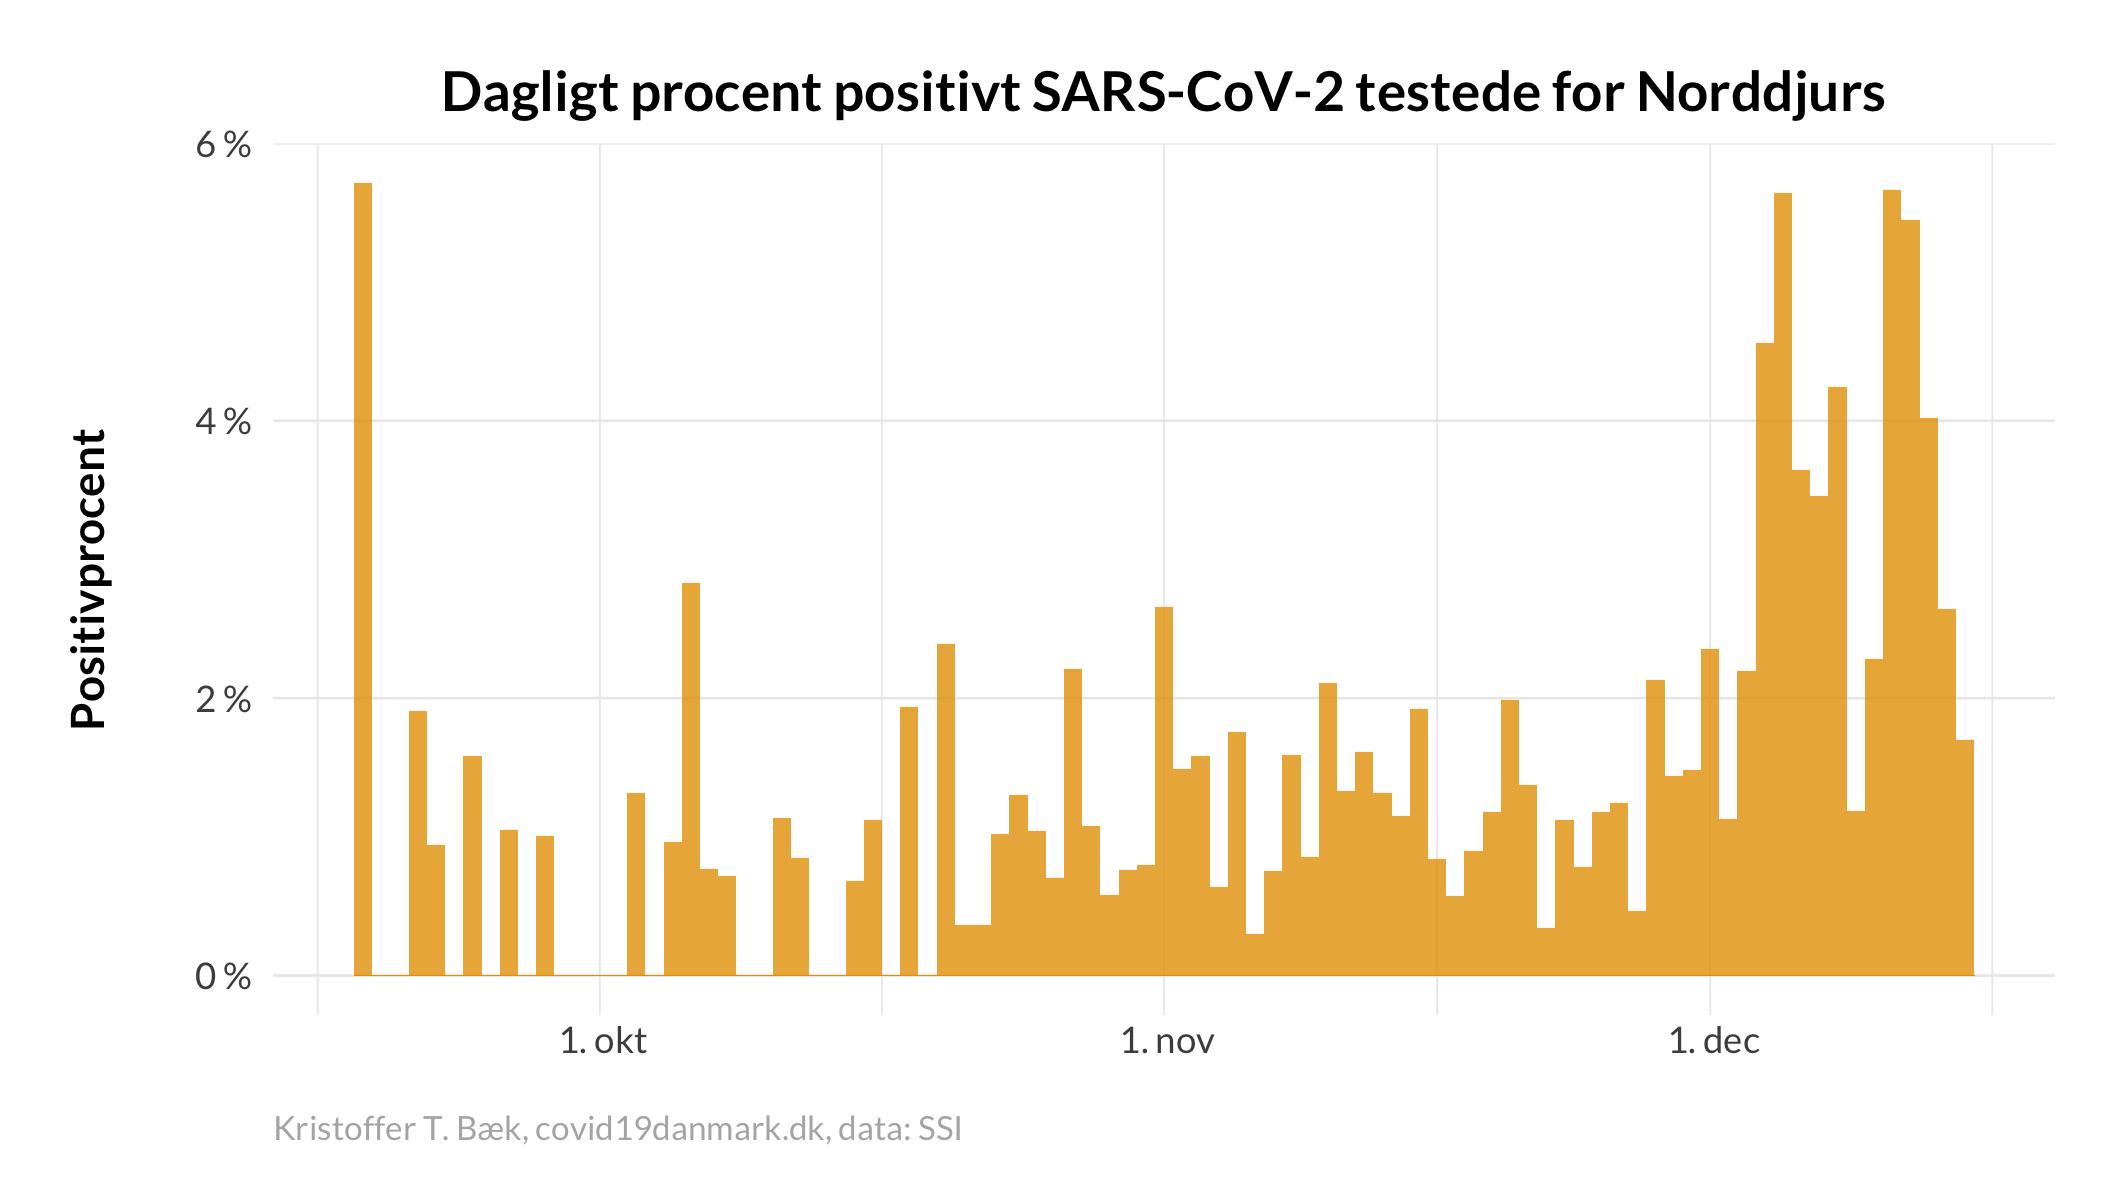 Dagligt procent positivt SARS-CoV-2 testede for Norddjurs
6 %
4 %
2 %
0 %
Positivprocent
1. okt
1. nov
1. dec
Kristoffer T. Bæk, covid19danmark.dk, data: SSI